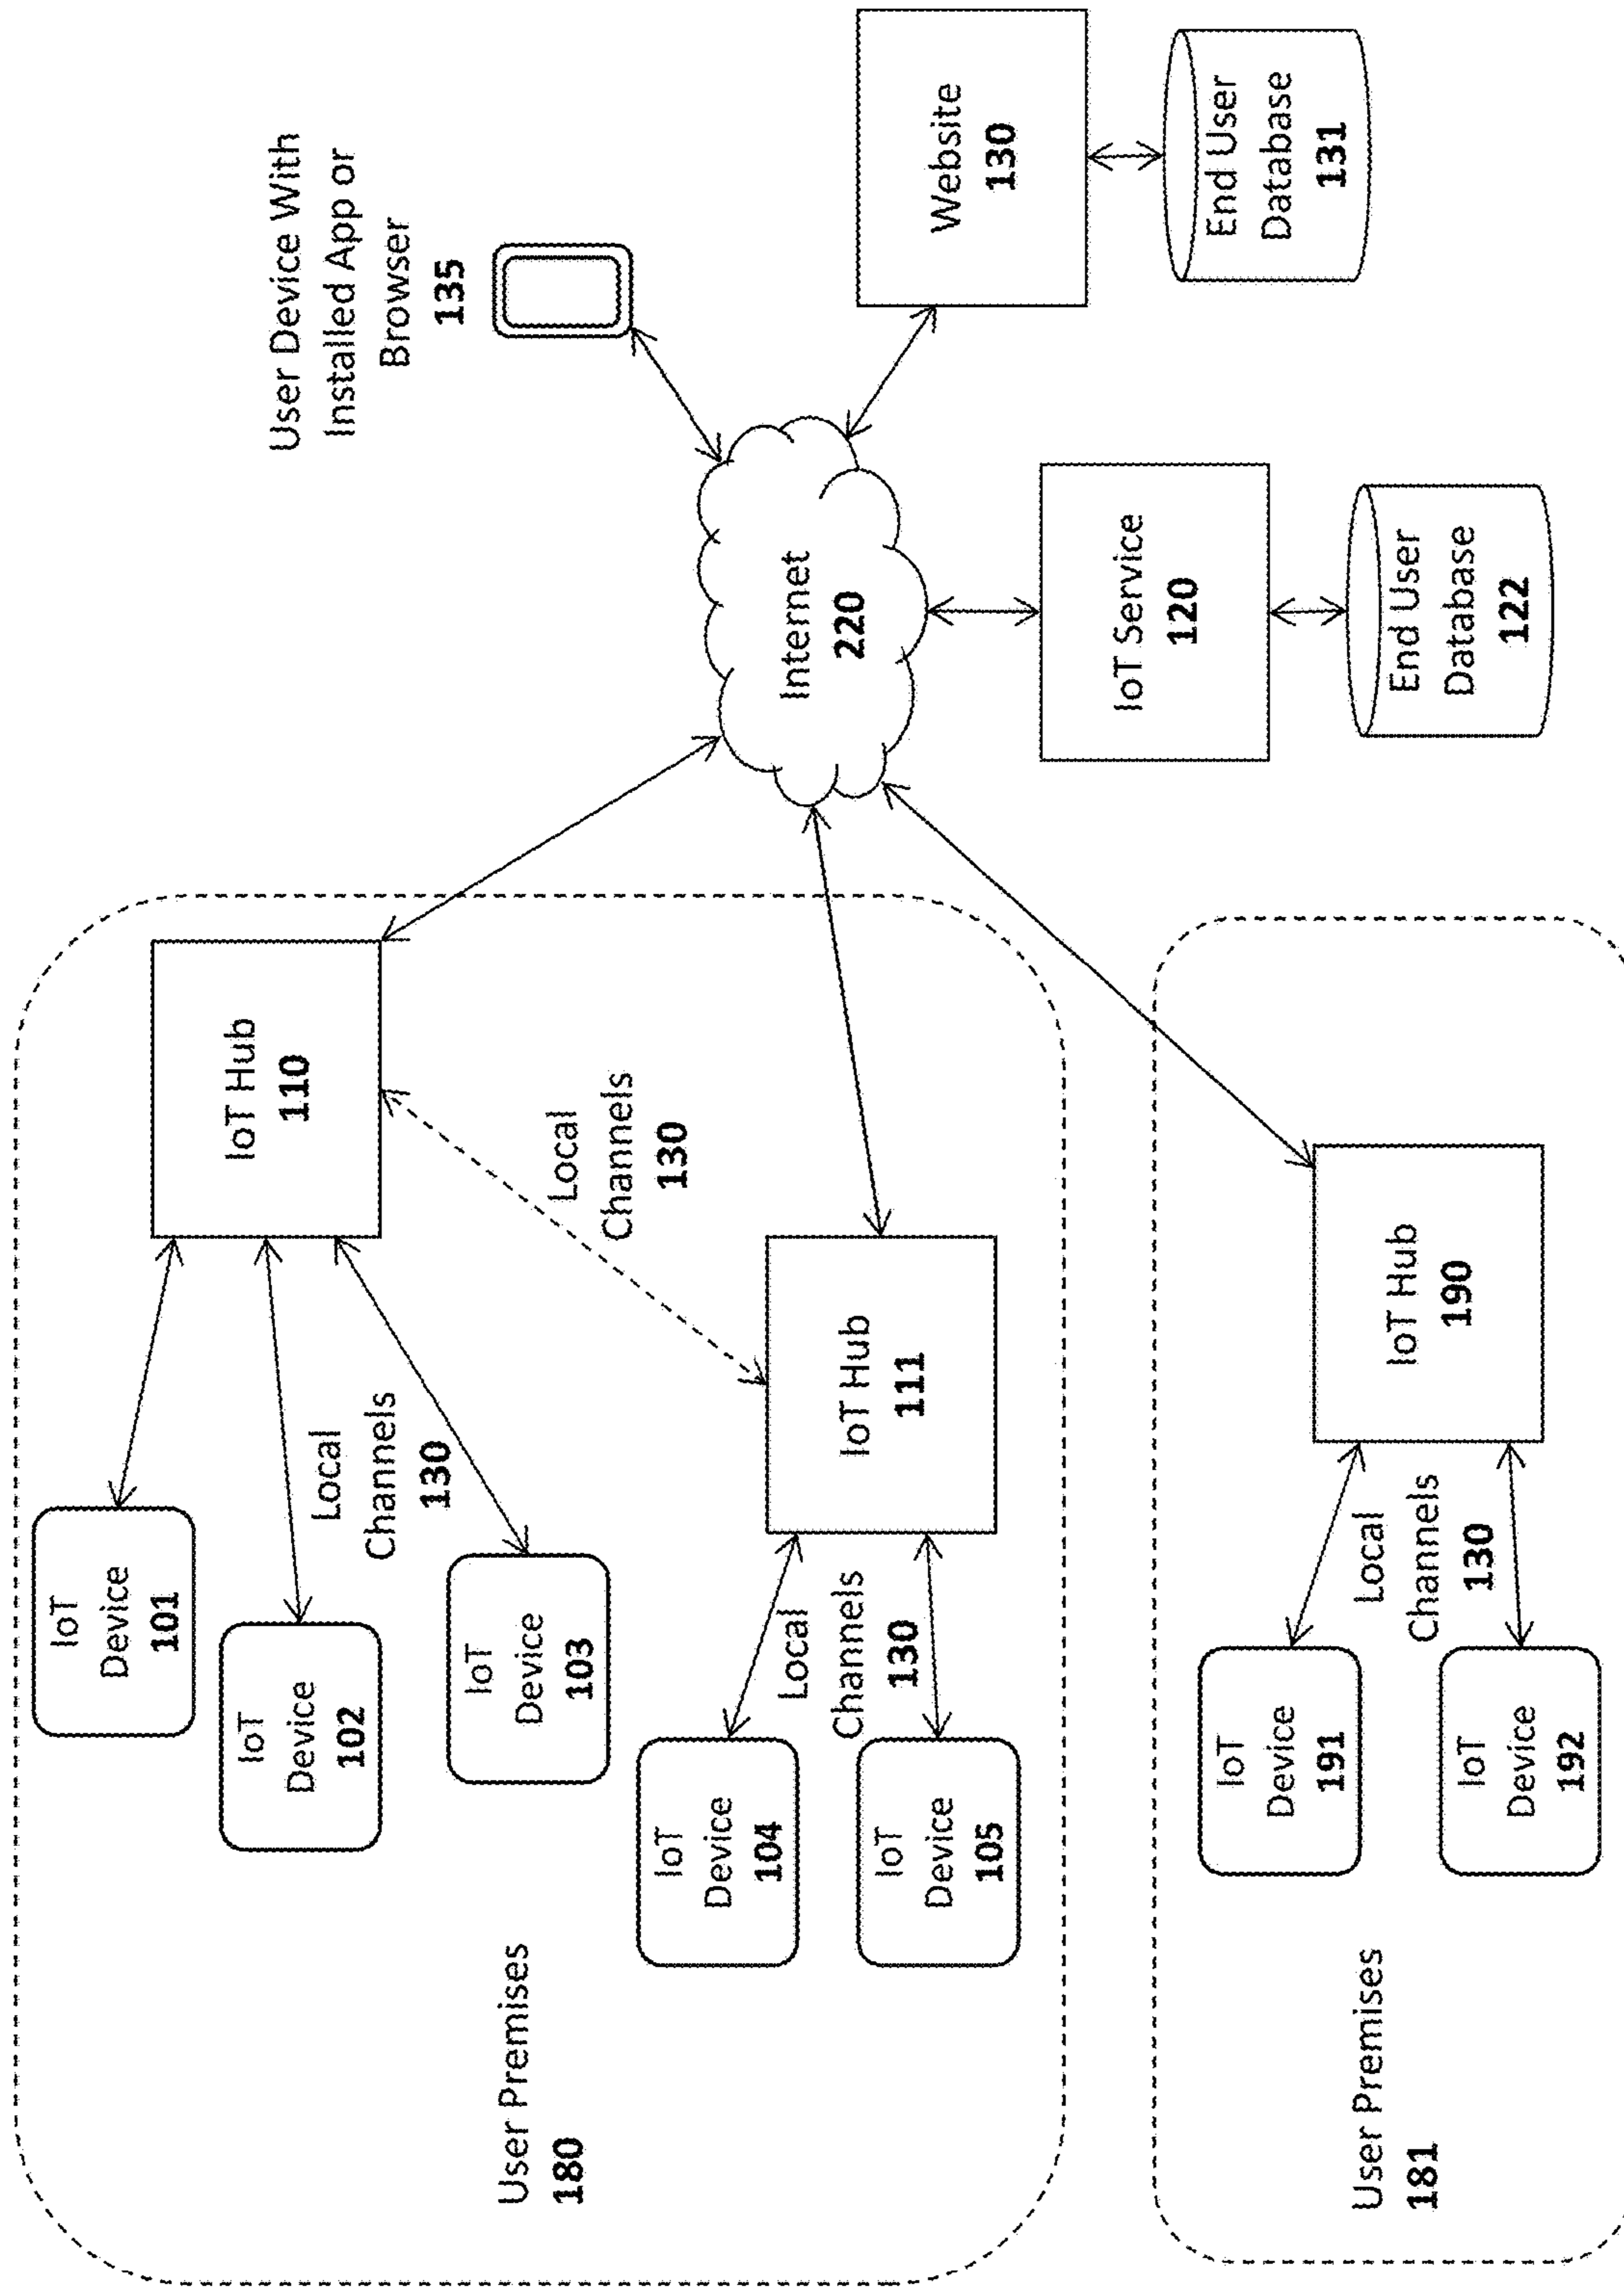 IoT
Device
101
IoT
Device
102
Local
Channels
130
IoT
Device
103
IoT Hub
110
User Device With
Installed App or
Browser
135
Local
Channels
130
User Premises
180
IoT
Device
104
Local
Channels
130
IoT
Device
105
IoT Hub
111
Internet
220
Website
130
End User
Database
131
IoT Service
120
End User
Database
122
User Premises
181
IoT
Device
191
Local
Channels
130
IoT
Device
192
IoT Hub
190